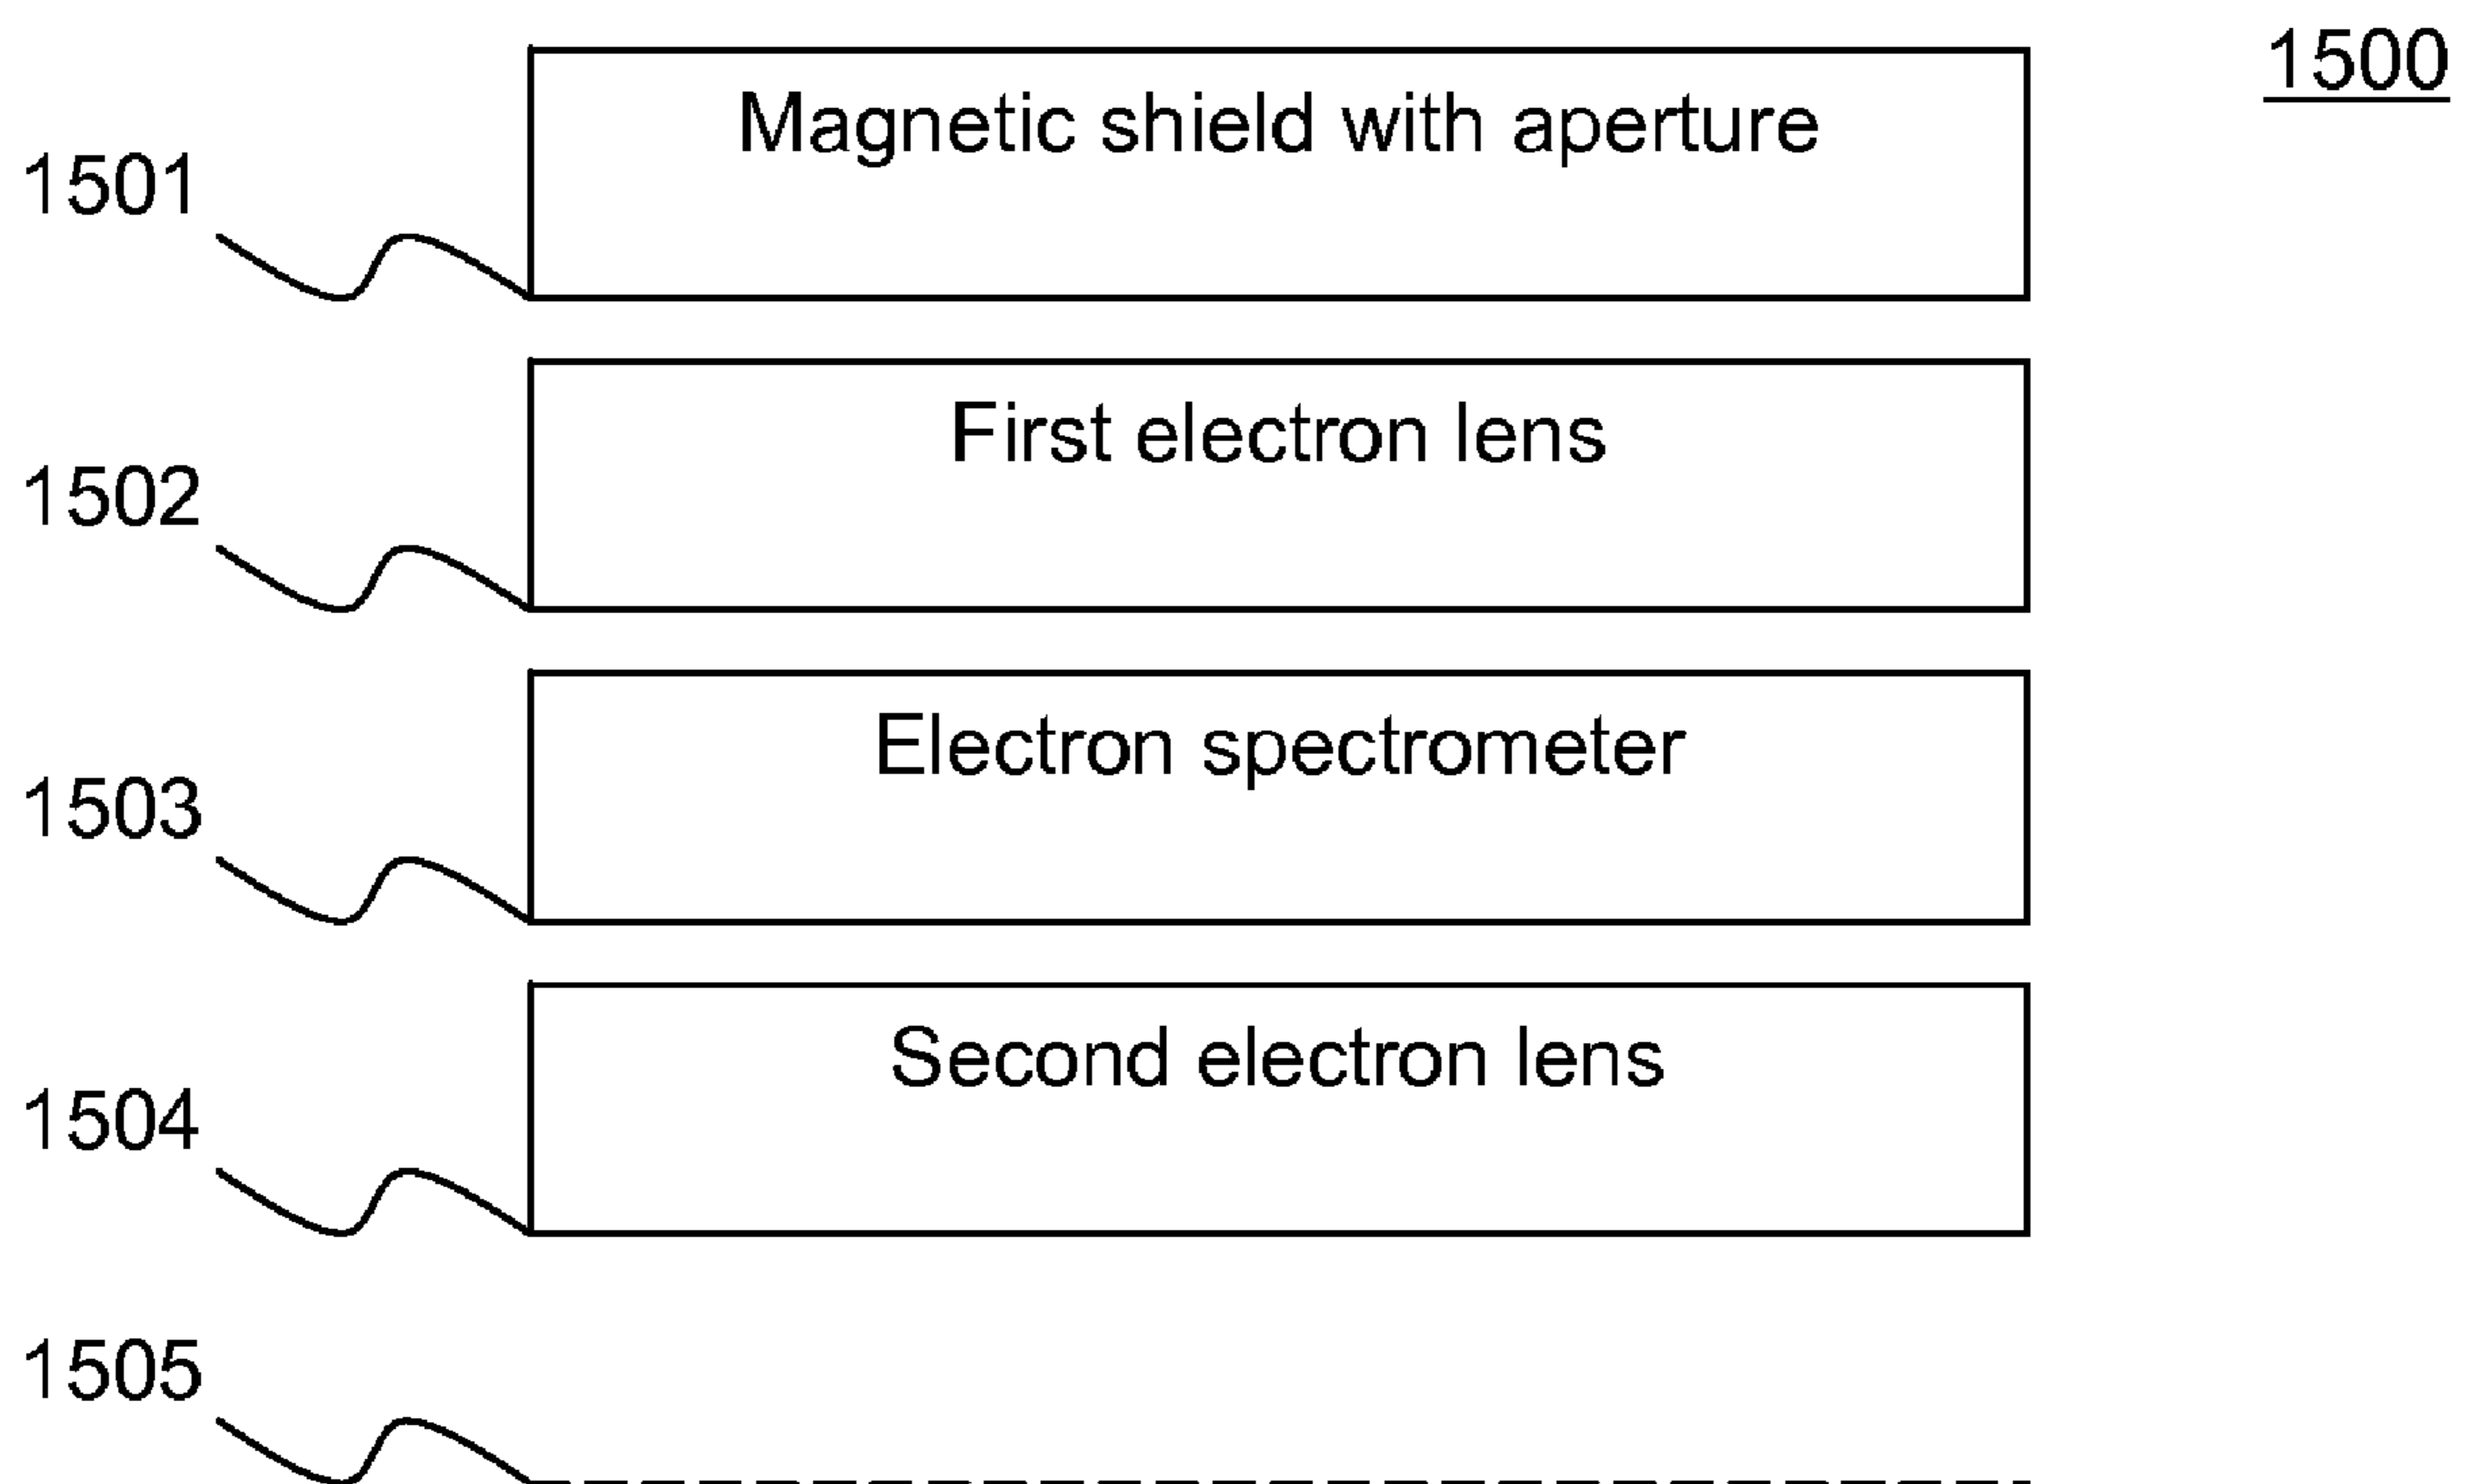 1500
Magnetic shield with aperture
1501
First electron lens
1502
Electron spectrometer
1503
Second electron lens
1504
1505